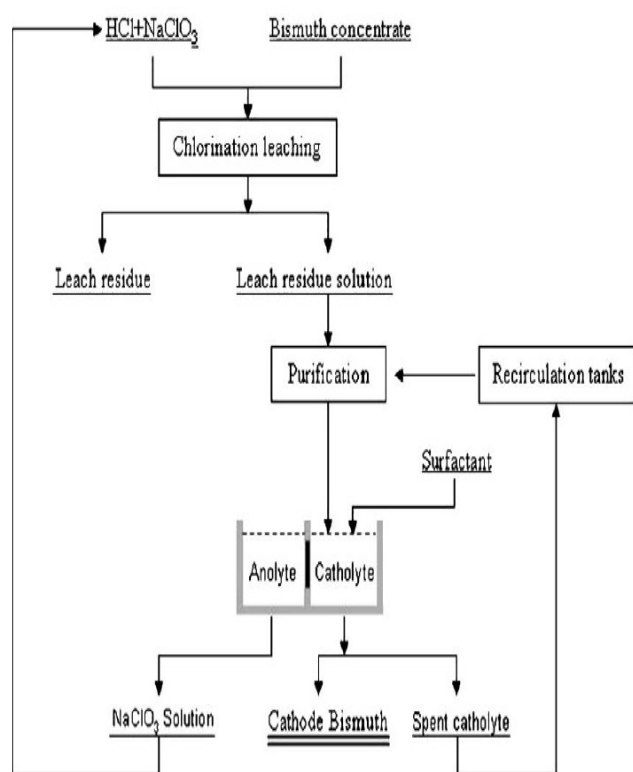 HCl+NaClO3
Bismuth concentrate
Chlorination leaching
Leach residue
Leach residue solution
Purification
Recirculation tanks
Surfactant
Anolyte
Catholyte
NaClO3 Solution
Cathode Bismuth
Spent catholyte